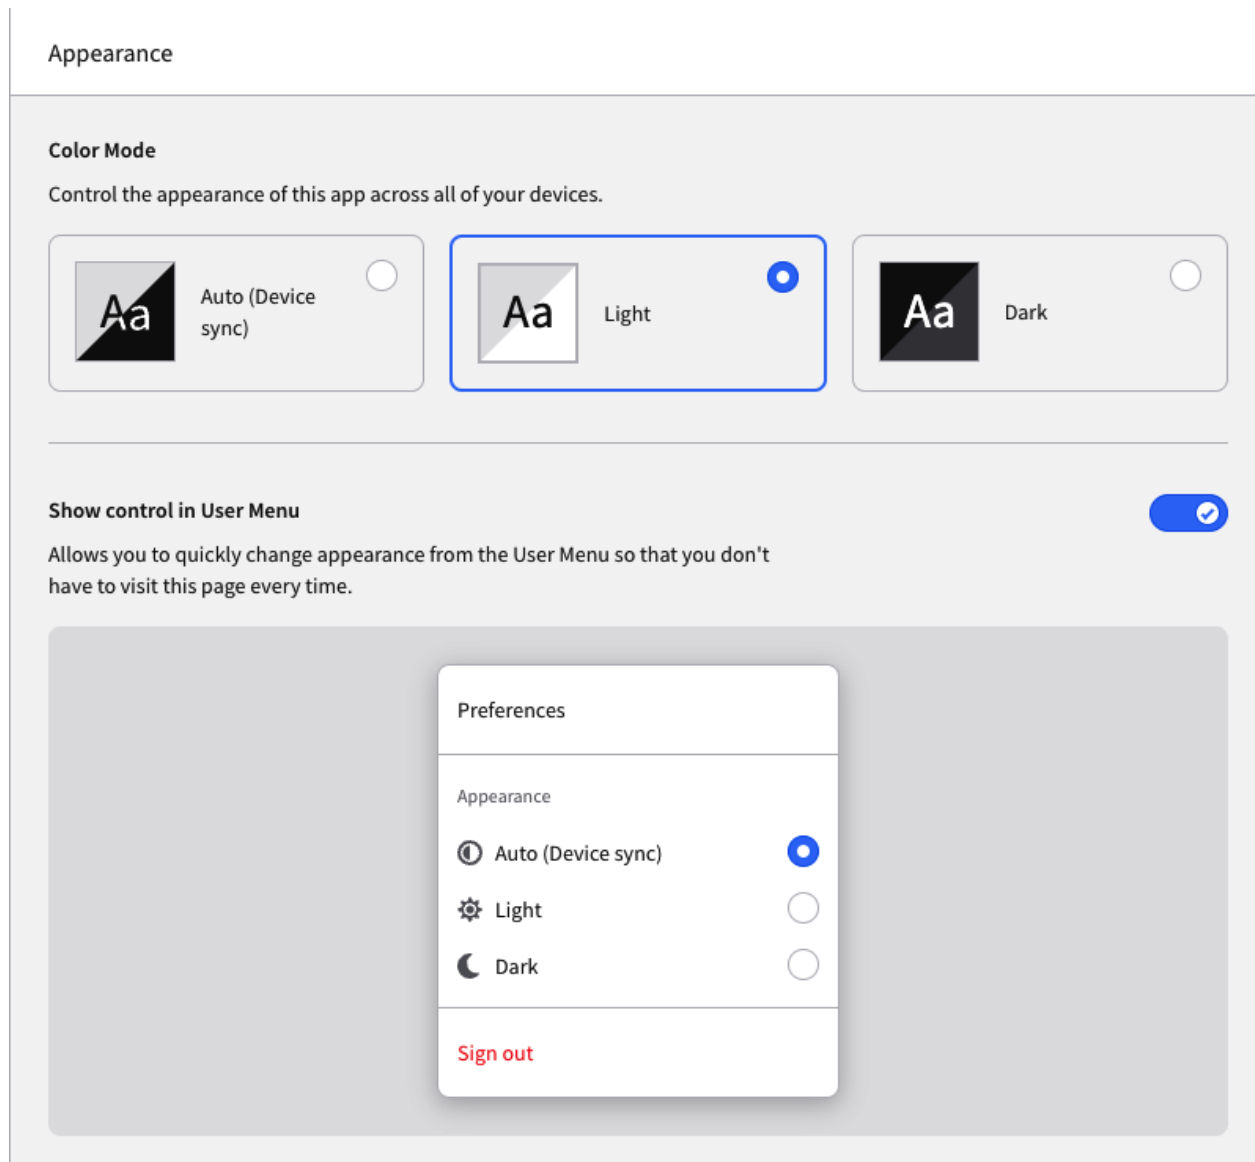 Appearance
Color Mode
Control the appearance of this app across all of your devices.
Aa
Auto (Device
sync)
Aa
Light
Aa
Dark
Show control in User Menu
Allows you to quickly change appearance from the User Menu so that you don't
have to visit this page every time.
Preferences
Appearance
Auto (Device sync)
Light
Dark
Sign out